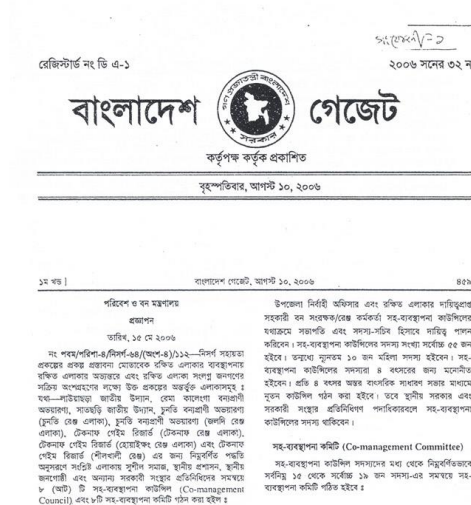 সংযোজনী-১
রেজিস্টার্ড নং ডি এ-১
২০০৬ সনের ৩২ ন
বাংলাদেশ গেজেট
গণপ্রজাতন্ত্রী বাংলাদেশ
সরকার
কর্তৃপক্ষ কর্তৃক প্রকাশিত
বৃহস্পতিবার, আগস্ট ১০, ২০০৬
১ম খন্ড | বাংলাদেশ গেজেট, আগস্ট ১০, ২০০৬ ৪৫৯
পরিবেশ ও বন মন্ত্রণালয়
প্রজ্ঞাপন
তারিখ, ১৫ মে ২০০৬
নং পবম/পরিশা-৪/নিসর্গ-৬৪/(অংশ-৪)/১১২—নিসর্গ সহায়তা
প্রকল্পের প্রকল্প প্রস্তাবনা মোতাবেক রক্ষিত এলাকার ব্যবস্থাপনায়
রক্ষিত এলাকার অভ্যন্তরে এবং রক্ষিত এলাকা সংলগ্ন জনগণের
সক্রিয় অংশগ্রহণের লক্ষ্যে উক্ত প্রকল্পের অন্তর্ভুক্ত এলাকাসমূহ ঃ
যথা—লাউয়াছড়া জাতীয় উদ্যান, রেমা কালেংগা বন্যপ্রাণী
অভয়ারণ্য, সাতছড়ি জাতীয় উদ্যান, চুনতি বন্যপ্রাণী অভয়ারণ্য
(চুনতি রেঞ্জ এলাকা), চুনতি বন্যপ্রাণী অভয়ারণ্য (জলদি রেঞ্জ
এলাকা), টেকনাফ গেইম রিজার্ভ (টেকনাফ রেঞ্জ এলাকা),
টেকনাফ গেইম রিজার্ভ (হোয়াইক্যং রেঞ্জ এলাকা) এবং টেকনাফ
গেইম রিজার্ভ (শীলখালী রেঞ্জ) এর জন্য নিম্নবর্ণিত পদ্ধতি
অনুসরণে সংশ্লিষ্ট এলাকায় সুশীল সমাজ, স্থানীয় প্রশাসন, স্থানীয়
জনগোষ্ঠী এবং অন্যান্য সরকারী সংস্থার প্রতিনিধিদের সমন্বয়ে
৮ (আট) টি সহ-ব্যবস্থাপনা কাউন্সিল (Co-management
Council) এবং ৮টি সহ-ব্যবস্থাপনা কমিটি গঠন করা হইল ঃ
উপজেলা নির্বাহী অফিসার এবং রক্ষিত এলাকার দায়িত্বপ্রাপ্ত
সহকারী বন সংরক্ষক/রেঞ্জ কর্মকর্তা সহ-ব্যবস্থাপনা কাউন্সিলের
যথাক্রমে সভাপতি এবং সদস্য-সচিব হিসাবে দায়িত্ব পালন
করিবেন। সহ-ব্যবস্থাপনা কাউন্সিলের সদস্য সংখ্যা সর্বোচ্চ ৫৫ জন
হইবে। তন্মধ্যে ন্যূনতম ১০ জন মহিলা সদস্য হইবেন। সহ-
ব্যবস্থাপনা কাউন্সিলের সদস্যরা ৪ বৎসরের জন্য মনোনীত
হইবেন। প্রতি ৪ বৎসর অন্তর বাৎসরিক সাধারণ সভার মাধ্যমে
নূতন কাউন্সিল গঠন করা হইবে। তবে স্থানীয় সরকার এবং
সরকারী সংস্থার প্রতিনিধিগণ পদাধিকারবলে সহ-ব্যবস্থাপনা
কাউন্সিলের সদস্য থাকিবেন।
সহ-ব্যবস্থাপনা কমিটি (Co-management Committee)
সহ-ব্যবস্থাপনা কাউন্সিল সদস্যদের মধ্য থেকে নিম্নবর্ণিতভাবে
সর্বনিম্ন ১৫ থেকে সর্বোচ্চ ১৯ জন সদস্য-এর সমন্বয়ে সহ-
ব্যবস্থাপনা কমিটি গঠিত হইবে ঃ